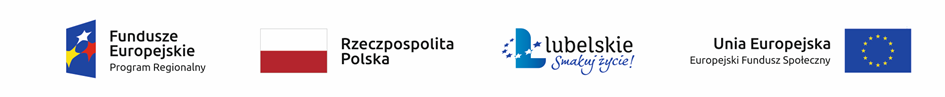 Fundusze
Europejskie
Program Regionalny
Rzeczpospolita
Polska
lubelskie
Smakuj życie!
Unia Europejska
Europejski Fundusz Społeczny